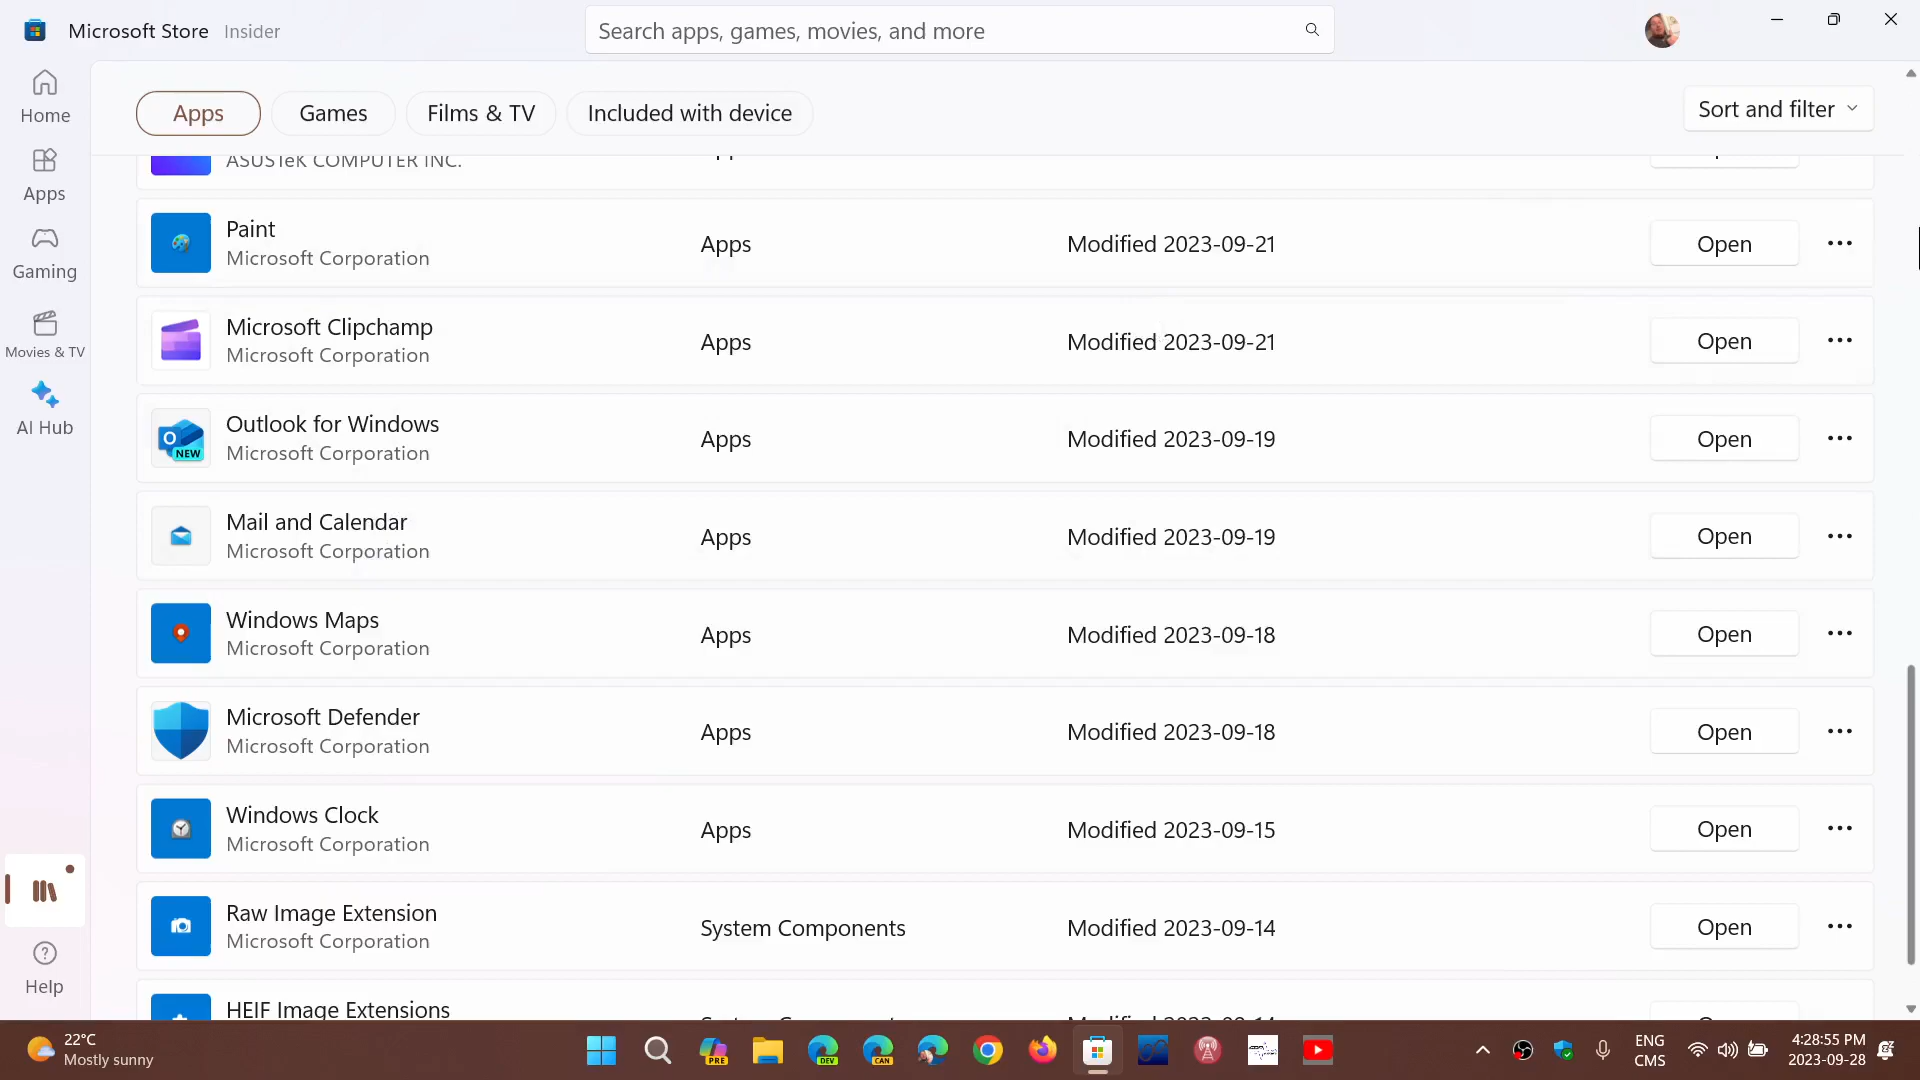 Microsoft Store Insider
Search apps, games, movies, and more
Home
Apps
Gaming
Movies & TV
AI Hub
Help
Apps Games Films & TV Included with device
Sort and filter
ASUSTeK COMPUTER INC.
Paint
Microsoft Corporation
Apps
Modified 2023-09-21
Open
Microsoft Clipchamp
Microsoft Corporation
Apps
Modified 2023-09-21
Open
NEW
Outlook for Windows
Microsoft Corporation
Apps
Modified 2023-09-19
Open
Mail and Calendar
Microsoft Corporation
Apps
Modified 2023-09-19
Open
Windows Maps
Microsoft Corporation
Apps
Modified 2023-09-18
Open
Microsoft Defender
Microsoft Corporation
Apps
Modified 2023-09-18
Open
Windows Clock
Microsoft Corporation
Apps
Modified 2023-09-15
Open
Raw Image Extension
Microsoft Corporation
System Components
Modified 2023-09-14
Open
HEIF Image Extensions
22°C
Mostly sunny
PRE
DEV
CAN
ENG
CMS
4:28:55 PM
2023-09-28